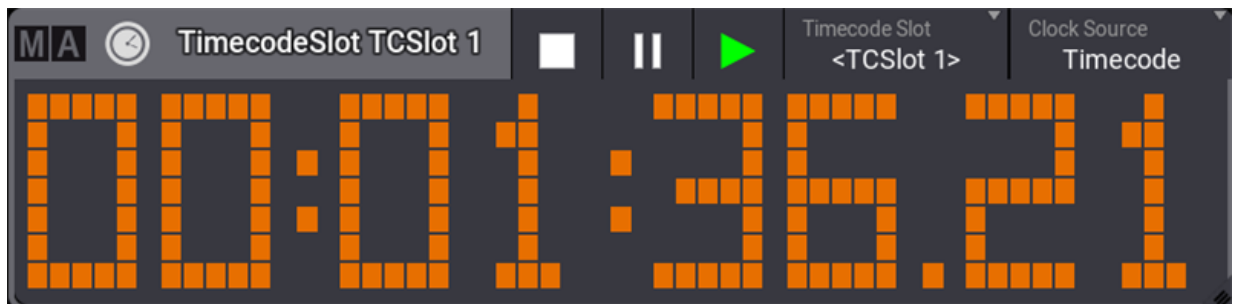 MA TimecodeSlot TCSlot 1
Timecode Slot
<TCSlot 1>
Clock Source
Timecode
00:01:36.21